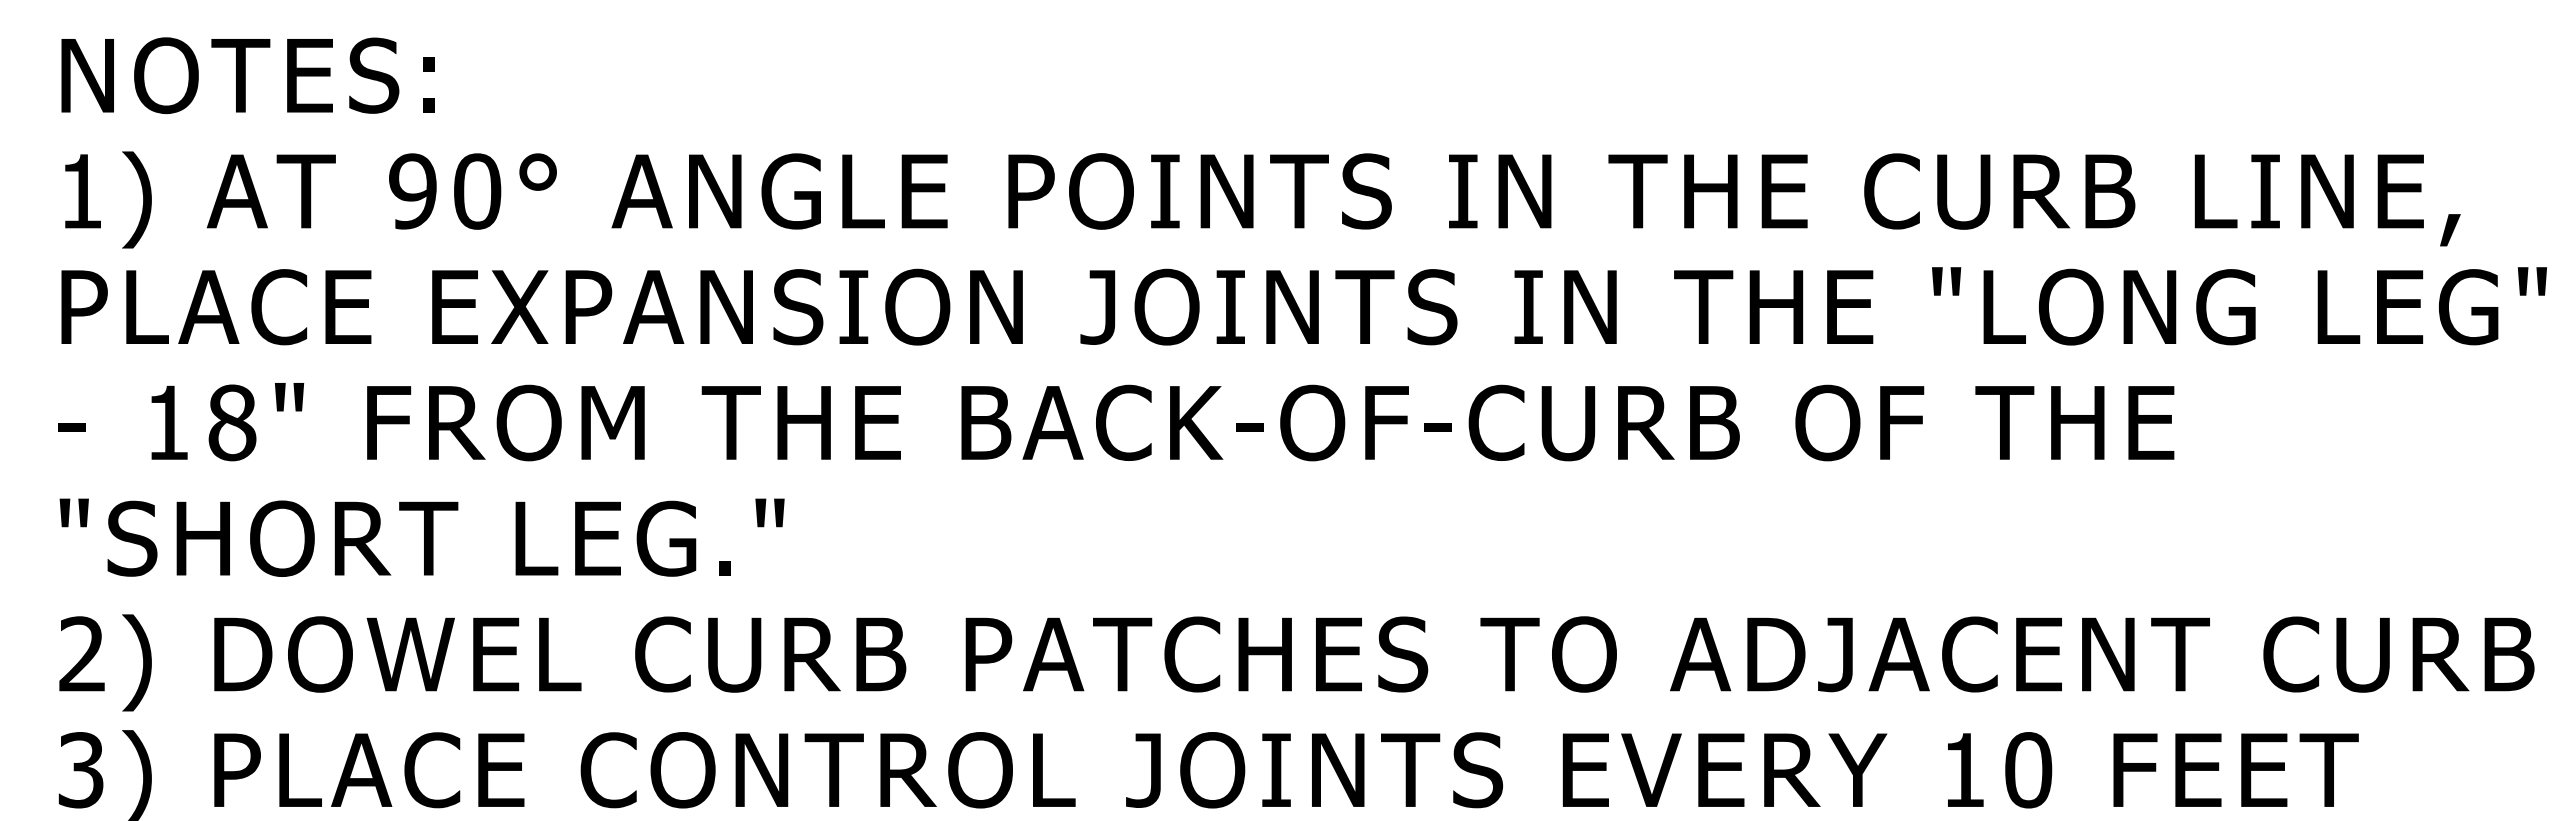 NOTES:
1) AT 90° ANGLE POINTS IN THE CURB LINE,
PLACE EXPANSION JOINTS IN THE "LONG LEG"
- 18" FROM THE BACK-OF-CURB OF THE
"SHORT LEG."
2) DOWEL CURB PATCHES TO ADJACENT CURB
3) PLACE CONTROL JOINTS EVERY 10 FEET